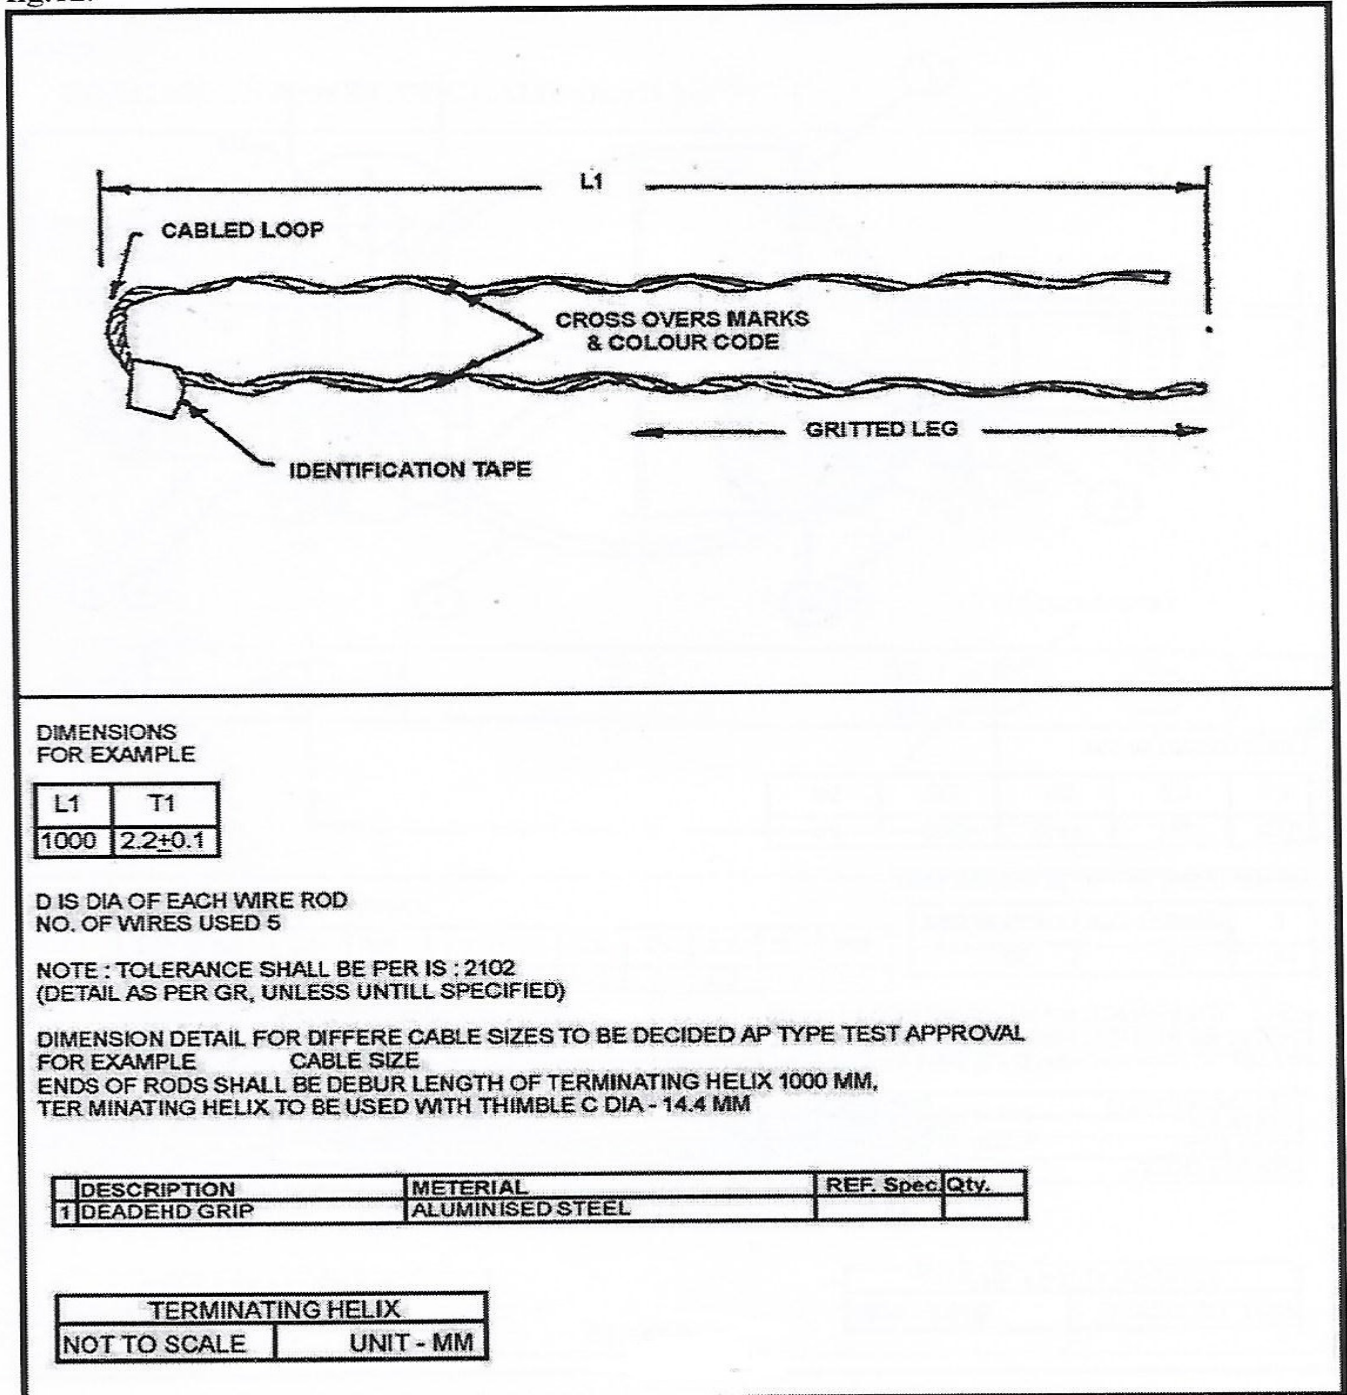 L1
CABLED LOOP
CROSS OVERS MARKS
& COLOUR CODE
GRITTED LEG
IDENTIFICATION TAPE
DIMENSIONS
FOR EXAMPLE
L1 T1
1000 2.2±0.1
D IS DIA OF EACH WIRE ROD
NO. OF WIRES USED 5
NOTE : TOLERANCE SHALL BE PER IS : 2102
(DETAIL AS PER GR, UNLESS UNTILL SPECIFIED)
DIMENSION DETAIL FOR DIFFERE CABLE SIZES TO BE DECIDED AP TYPE TEST APPROVAL
FOR EXAMPLE CABLE SIZE
ENDS OF RODS SHALL BE DEBUR LENGTH OF TERMINATING HELIX 1000 MM,
TER MINATING HELIX TO BE USED WITH THIMBLE C DIA - 14.4 MM
DESCRIPTION METERIAL REF. Spec. Qty.
1 DEADEHD GRIP ALUMINISED STEEL
TERMINATING HELIX
NOT TO SCALE UNIT - MM